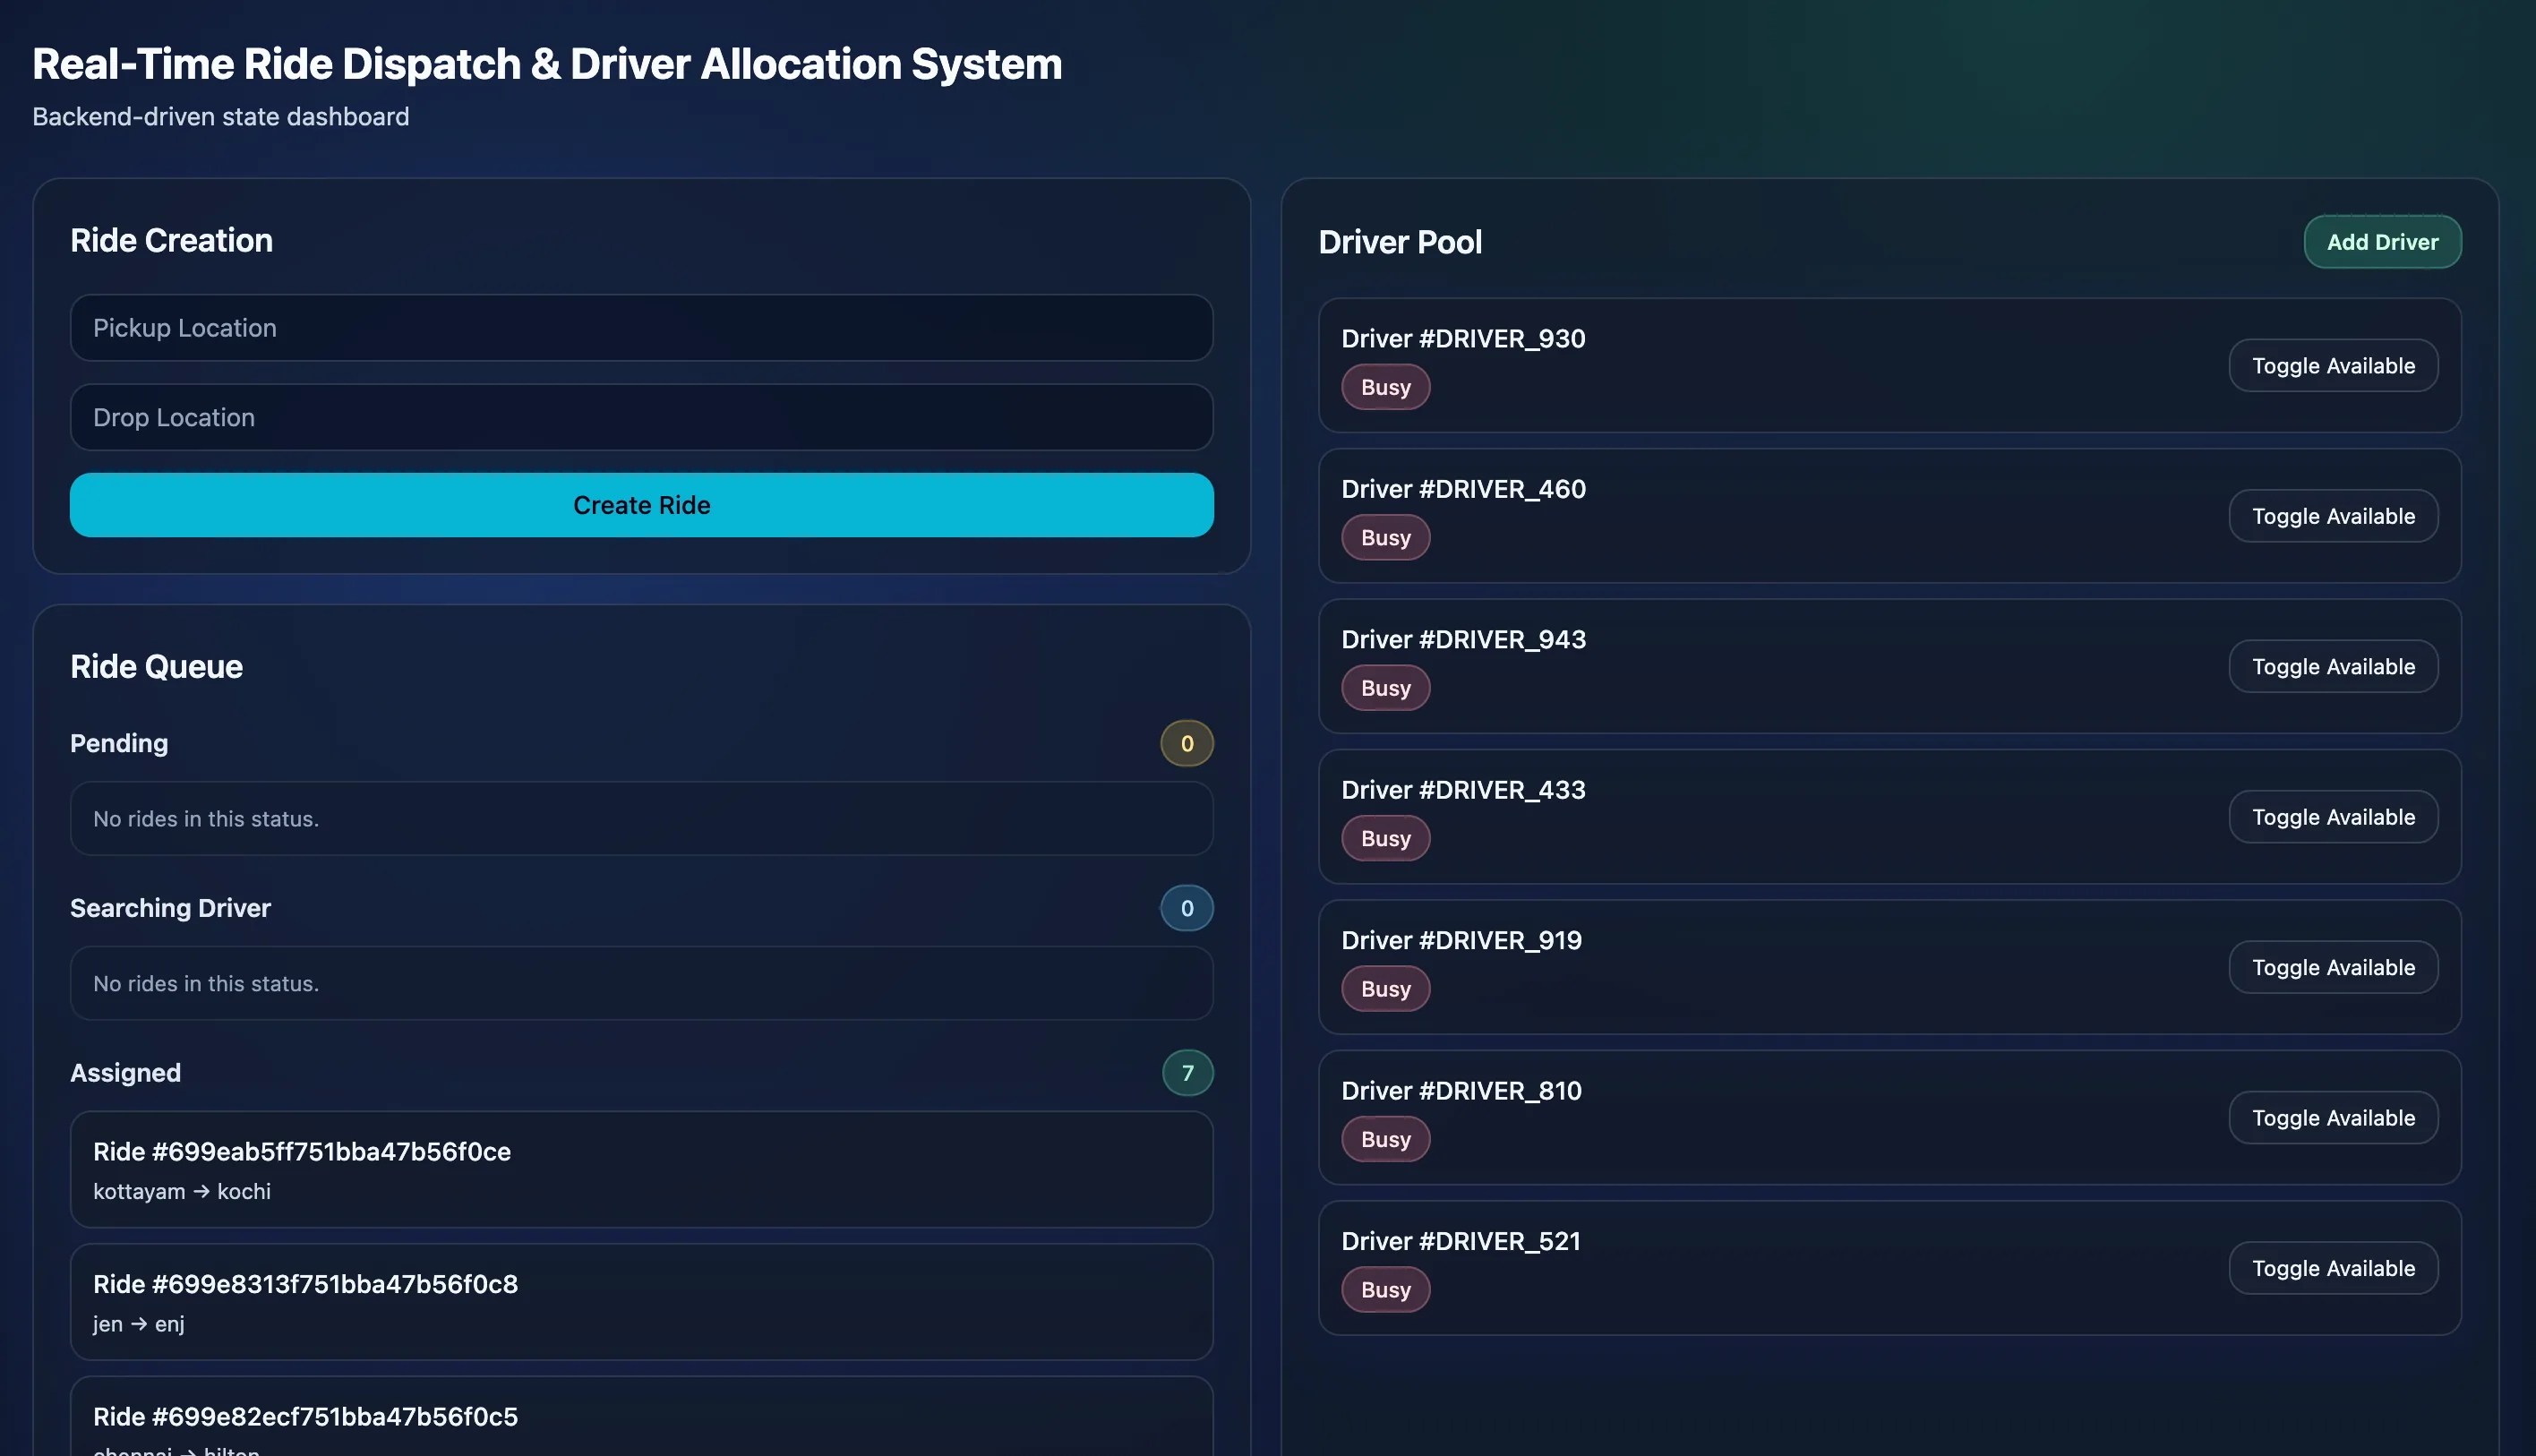 Real-Time Ride Dispatch & Driver Allocation System
Backend-driven state dashboard
Ride Creation
Pickup Location
Drop Location
Create Ride
Ride Queue
Pending
0
No rides in this status.
Searching Driver
0
No rides in this status.
Assigned
7
Ride #699eab5ff751bba47b56f0ce
kottayam → kochi
Ride #699e8313f751bba47b56f0c8
jen → enj
Ride #699e82ecf751bba47b56f0c5
chennai → hilton
Driver Pool
Add Driver
Driver #DRIVER_930
Busy
Toggle Available
Driver #DRIVER_460
Busy
Toggle Available
Driver #DRIVER_943
Busy
Toggle Available
Driver #DRIVER_433
Busy
Toggle Available
Driver #DRIVER_919
Busy
Toggle Available
Driver #DRIVER_810
Busy
Toggle Available
Driver #DRIVER_521
Busy
Toggle Available